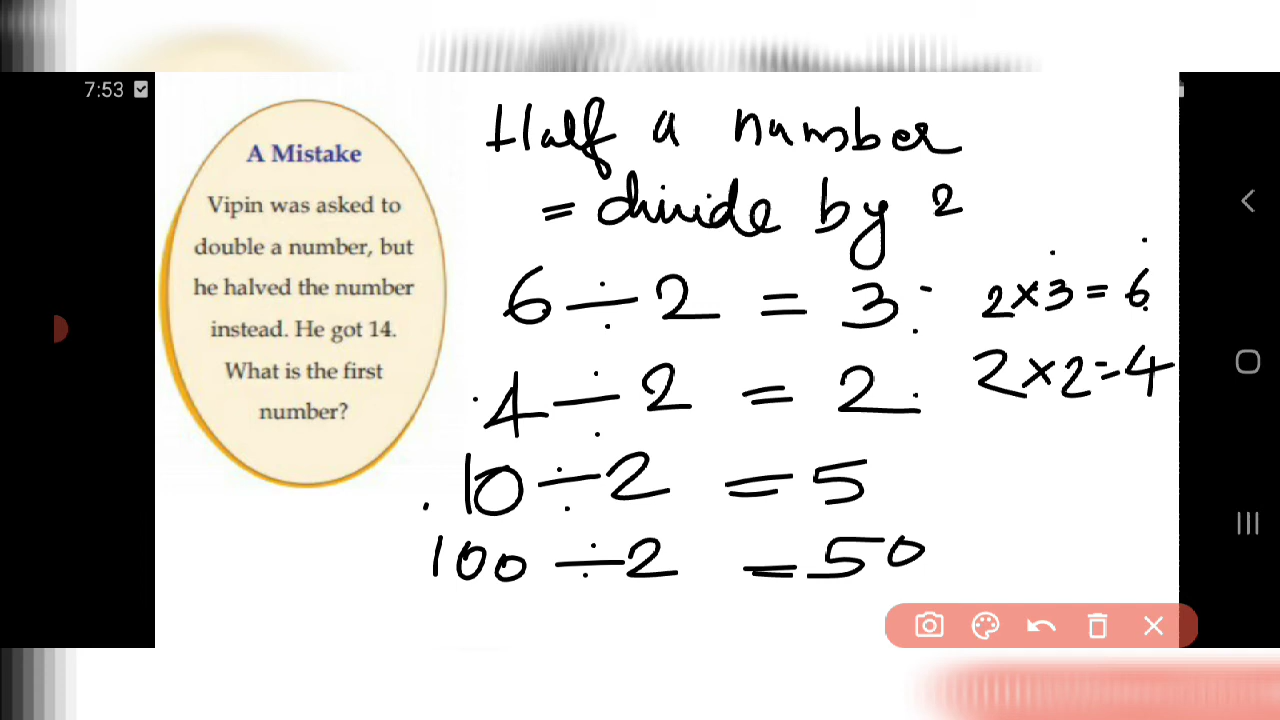 7:53
A Mistake
Vipin was asked to
double a number, but
he halved the number
instead. He got 14.
What is the first
number?
Half a number
= divide by 2
6 ÷ 2 = 3
2 × 3 = 6
4 ÷ 2 = 2
2 × 2 = 4
10 ÷ 2 = 5
100 ÷ 2 = 50